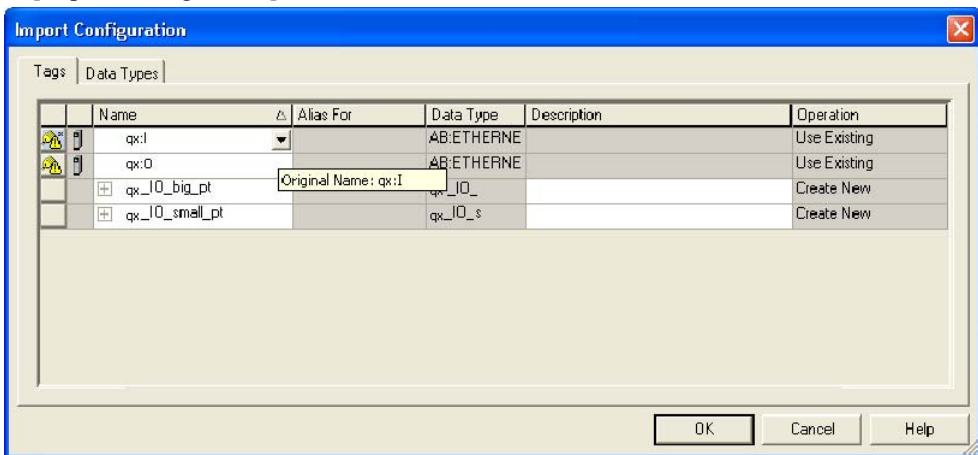 Import Configuration
Tags
Data Types
Name Alias For Data Type Description Operation
qx:I AB:ETHERNE Use Existing
qx:O AB:ETHERNE Use Existing
Original Name: qx:I
qx_IO_big_pt _IO_ Create New
qx_IO_small_pt qx_IO_s Create New
OK Cancel Help